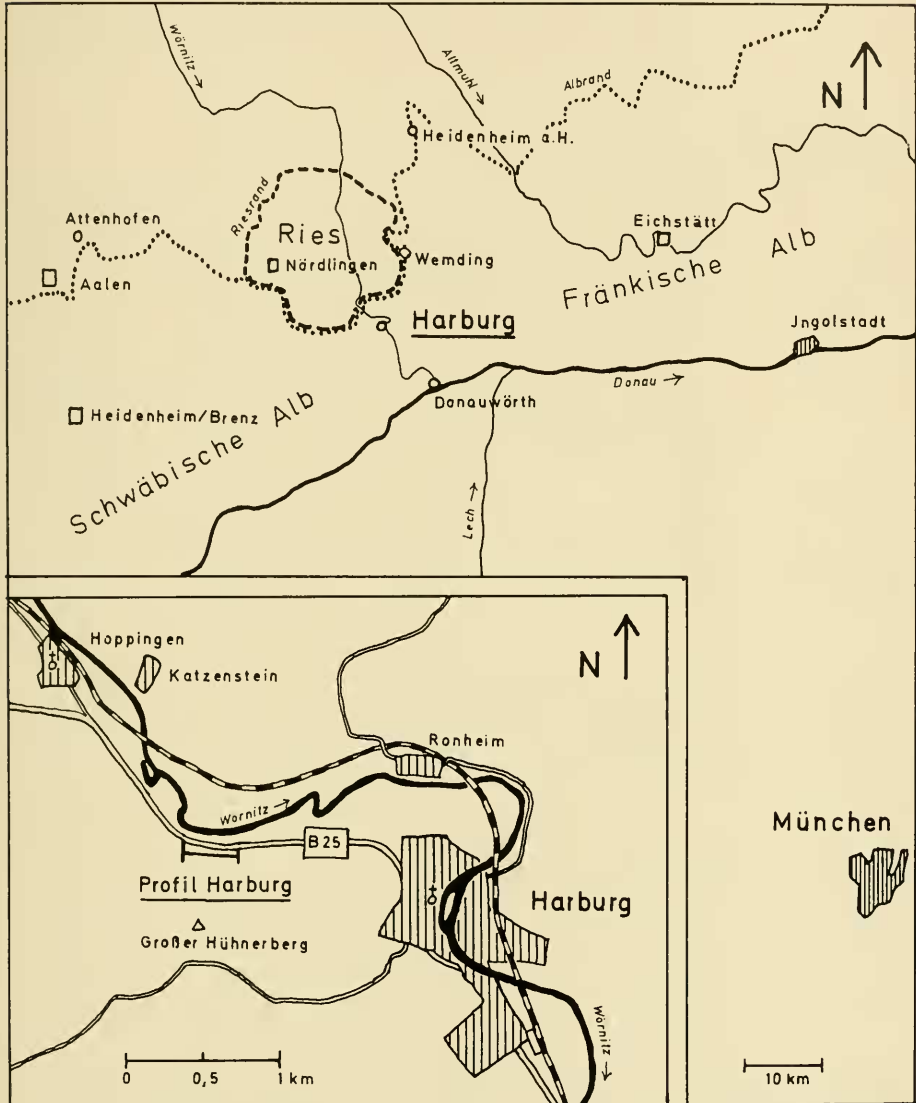 Wörnitz →
Altmühl →
Albrand
N
Heidenheim a.H.
Riesrand
Attenhofen
Ries
Eichstätt
Nördlingen
Wemding
Aalen
Fränkische Alb
Harburg
Jngolstadt
Donau →
Donauwörth
Heidenheim/Brenz
Schwäbische Alb
Lech →
N
Hoppingen
Katzenstein
Ronheim
Wörnitz →
B 25
München
Profil Harburg
Harburg
Großer Hühnerberg
Wörnitz →
0 0,5 1 km
10 km